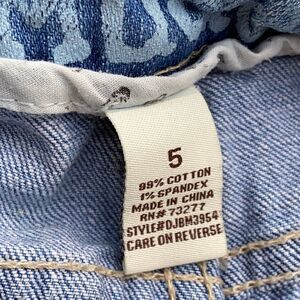 5
99% COTTON
1% SPANDEX
MADE IN CHINA
RN# 73277
STYLE#DJBM3954
CARE ON REVERSE